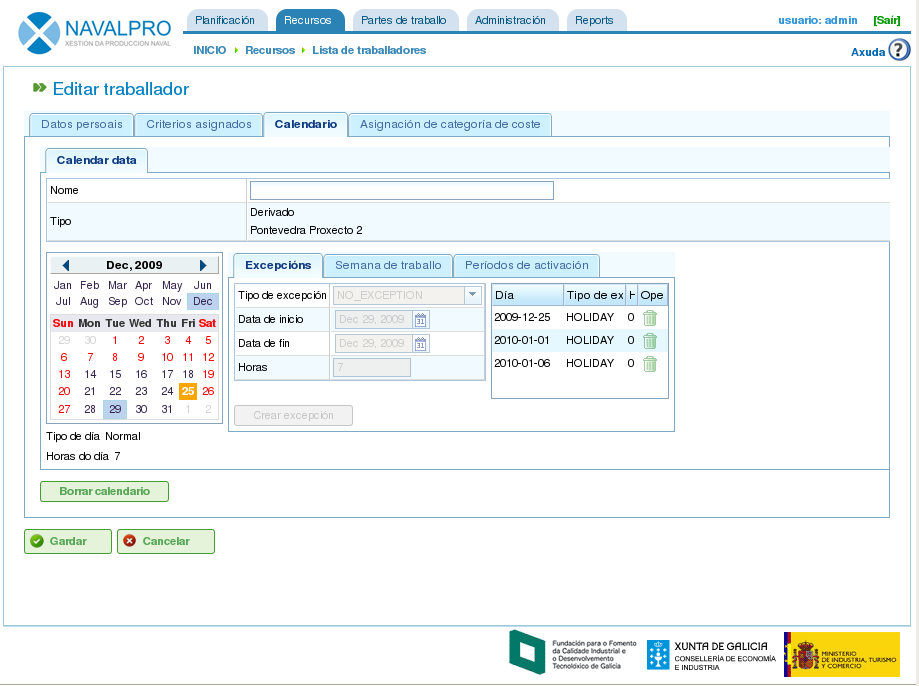 NAVALPRO
XESTION DA PRODUCCION NAVAL
Planificación
Recursos
Partes de traballo
Administración
Reports
usuario: admin
[Saír]
INICIO Recursos Lista de traballadores
Axuda ?
Editar traballador
Datos persoais
Criterios asignados
Calendario
Asignación de categoría de coste
Calendar data
Nome
Tipo
Derivado
Pontevedra Proxecto 2
Dec, 2009
Jan Feb Mar Apr May Jun
Jul Aug Sep Oct Nov Dec
Sun Mon Tue Wed Thu Fri Sat
29 30 1 2 3 4 5
6 7 8 9 10 11 12
13 14 15 16 17 18 19
20 21 22 23 24 25 26
27 28 29 30 31 1 2
Tipo de día Normal
Horas do día 7
Excepcións
Semana de traballo
Períodos de activación
Tipo de excepción NO_EXCEPTION
Data de inicio Dec 29, 2009 31
Data de fin Dec 29, 2009 31
Horas 7
Crear excepción
Día Tipo de ex H Ope
2009-12-25 HOLIDAY 0
2010-01-01 HOLIDAY 0
2010-01-06 HOLIDAY 0
Borrar calendario
Gardar
Cancelar
Fundación para o Fomento
da Calidade Industrial e
o Desenvolvemento
Tecnolóxico de Galicia
XUNTA DE GALICIA
CONSELLERÍA DE ECONOMÍA
E INDUSTRIA
MINISTERIO
DE INDUSTRIA, TURISMO
Y COMERCIO